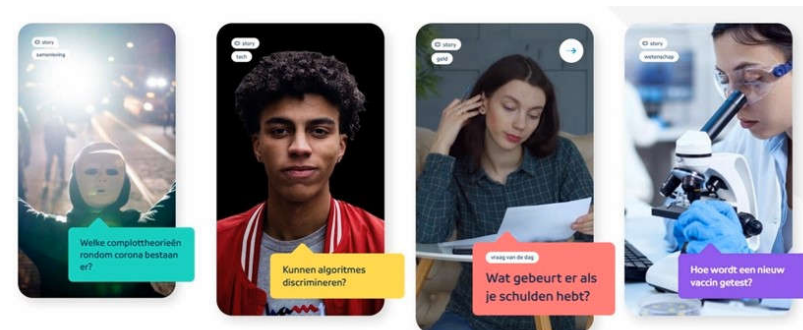 story
samenleving
Welke complottheorieën
rondom corona bestaan
er?
story
tech
Kunnen algoritmes
discrimineren?
story
geld
vraag van de dag
Wat gebeurt er als
je schulden hebt?
story
wetenschap
Hoe wordt een nieuw
vaccin getest?